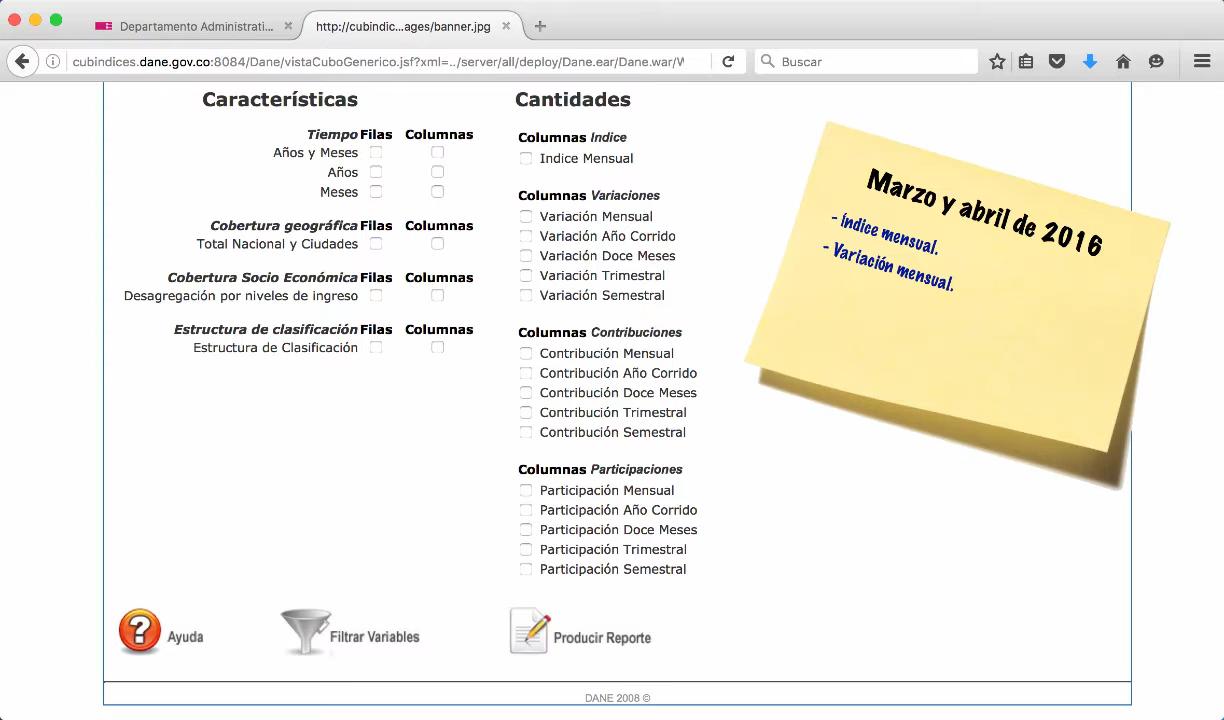 Departamento Administrati...
http://cubindic...ages/banner.jpg
cubindices.dane.gov.co:8084/Dane/vistaCuboGenerico.jsf?xml=../server/all/deploy/Dane.ear/Dane.war/
Buscar
Características
Tiempo Filas Columnas
Años y Meses
Años
Meses
Cobertura geográfica Filas Columnas
Total Nacional y Ciudades
Cobertura Socio Económica Filas Columnas
Desagregación por niveles de ingreso
Estructura de clasificación Filas Columnas
Estructura de Clasificación
Cantidades
Columnas Indice
Indice Mensual
Columnas Variaciones
Variación Mensual
Variación Año Corrido
Variación Doce Meses
Variación Trimestral
Variación Semestral
Columnas Contribuciones
Contribución Mensual
Contribución Año Corrido
Contribución Doce Meses
Contribución Trimestral
Contribución Semestral
Columnas Participaciones
Participación Mensual
Participación Año Corrido
Participación Doce Meses
Participación Trimestral
Participación Semestral
Marzo y abril de 2016
- Índice mensual.
- Variación mensual.
Ayuda
Filtrar Variables
Producir Reporte
DANE 2008 ©